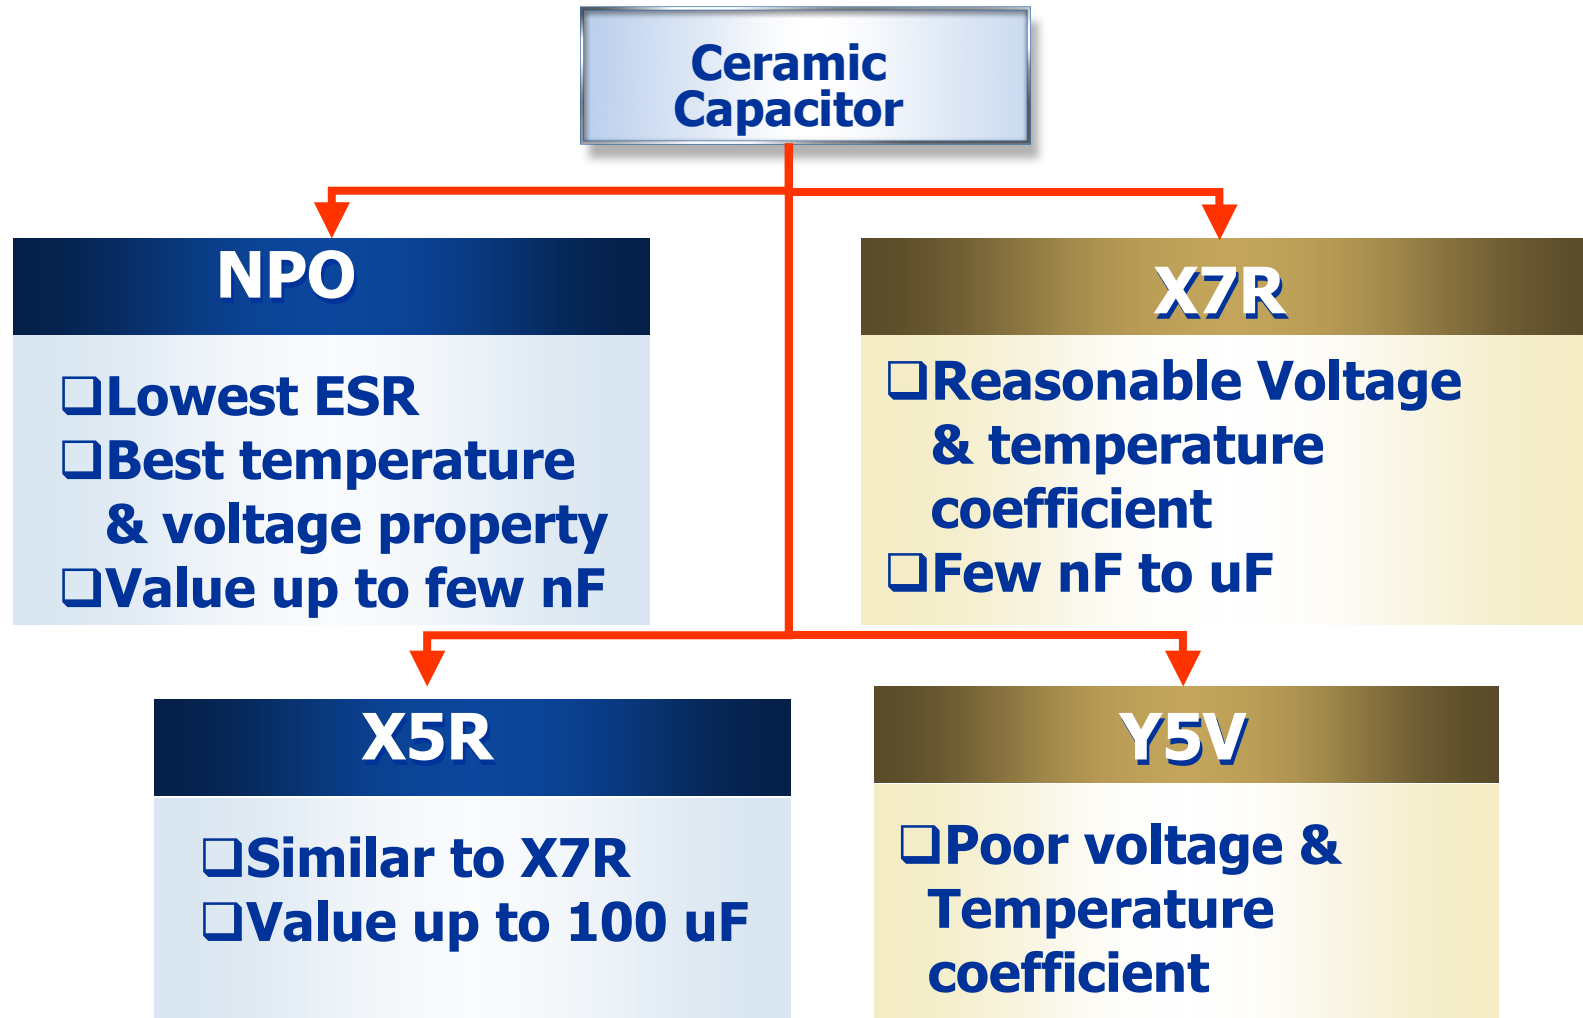 Ceramic
Capacitor
NPO
❑Lowest ESR
❑Best temperature
& voltage property
❑Value up to few nF
X7R
❑Reasonable Voltage
& temperature
coefficient
❑Few nF to uF
X5R
❑Similar to X7R
❑Value up to 100 uF
Y5V
❑Poor voltage &
Temperature
coefficient